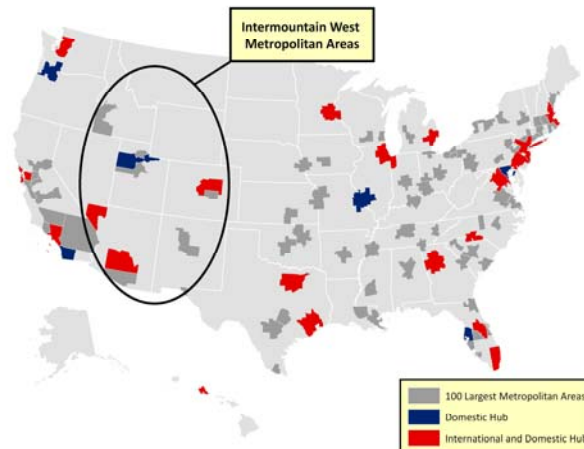 Intermountain West
Metropolitan Areas
100 Largest Metropolitan Areas
Domestic Hub
International and Domestic Hub